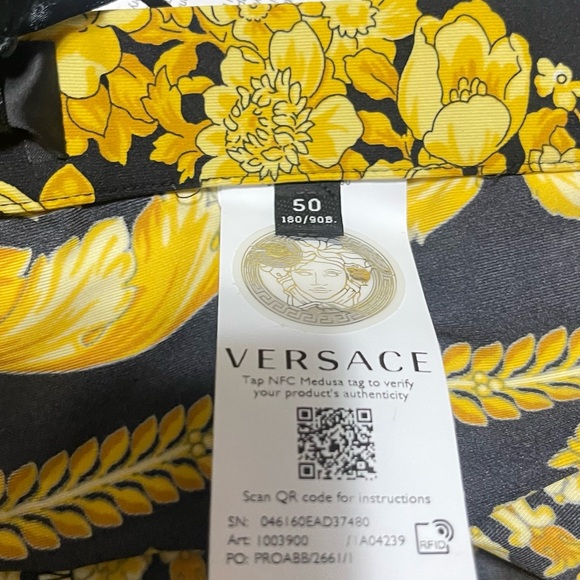 50
180/90B.
VERSACE
Tap NFC Medusa tag to verify
your product's authenticity
Scan QR code for instructions
SN: 046160EAD37480
Art: 1003900 /1A04239
PO: PROABB/2661/1
RFID